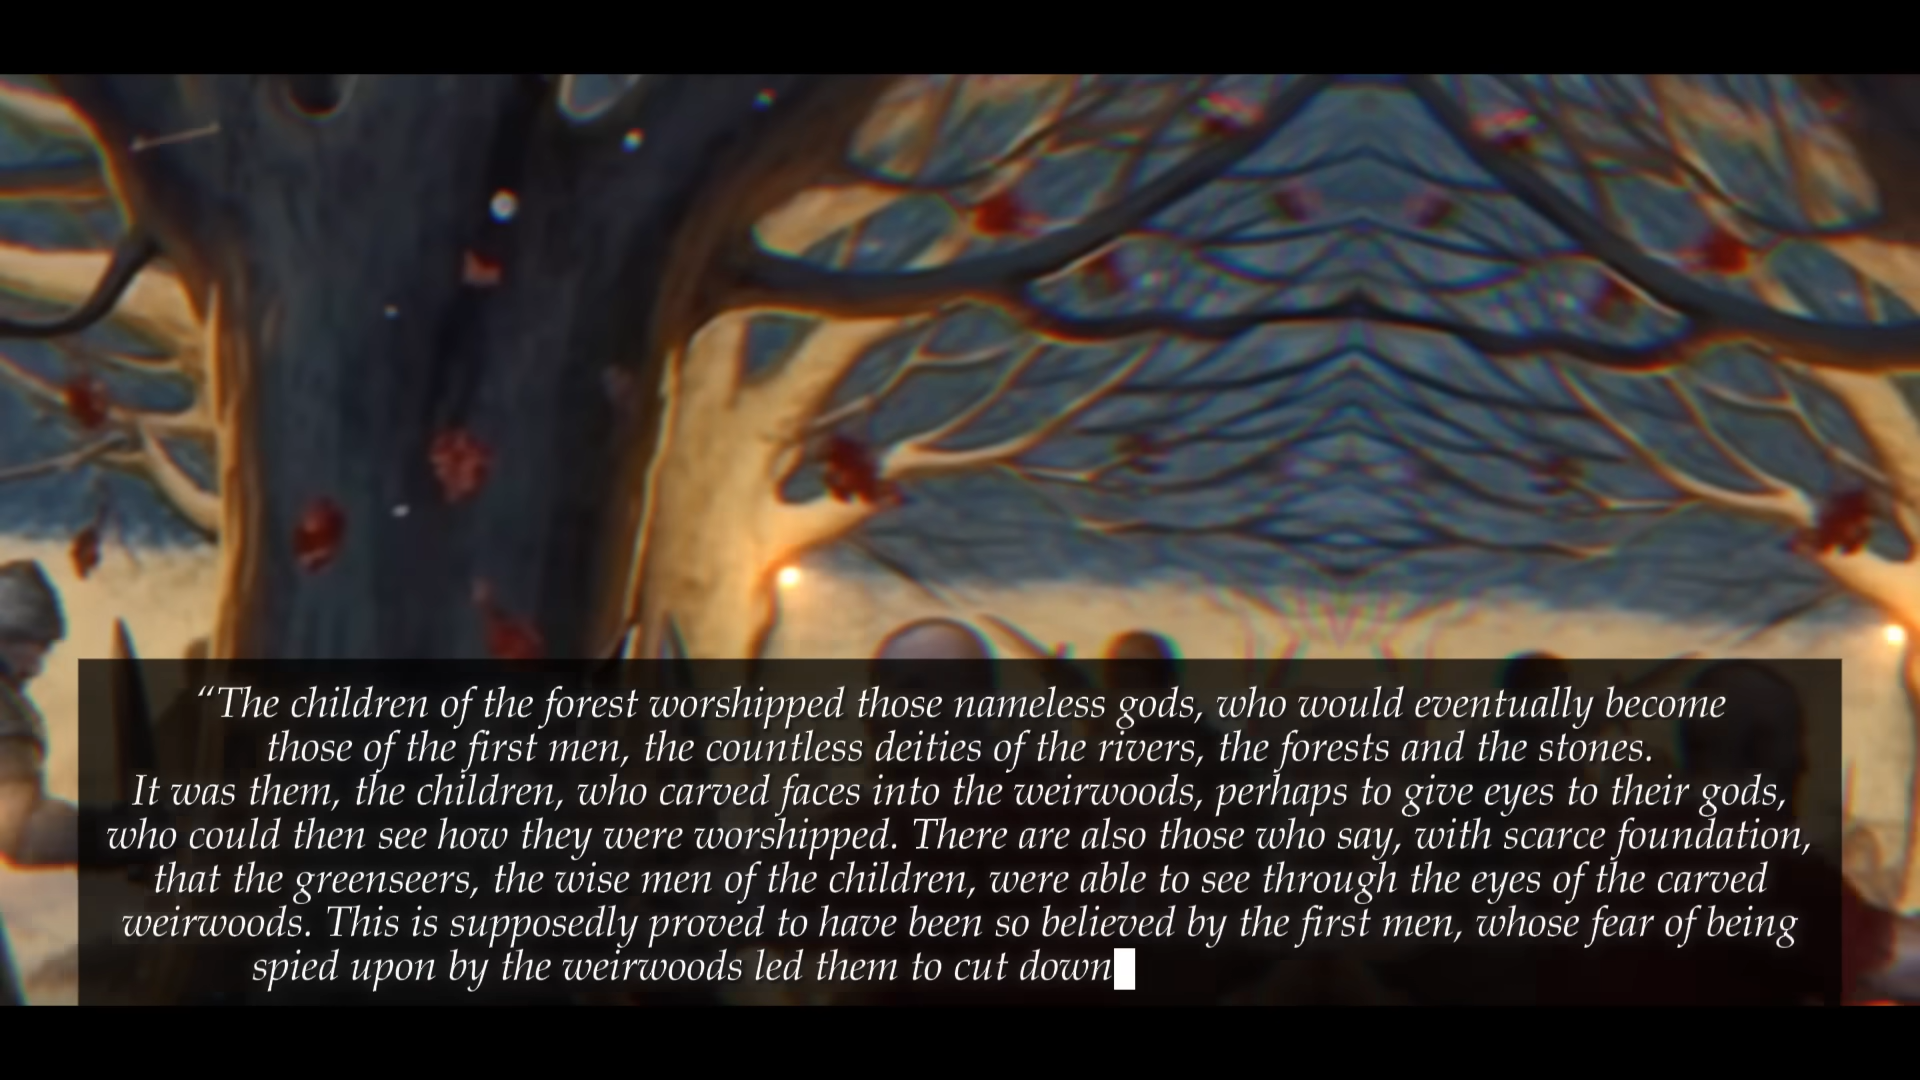 “The children of the forest worshipped those nameless gods, who would eventually become
those of the first men, the countless deities of the rivers, the forests and the stones.
It was them, the children, who carved faces into the weirwoods, perhaps to give eyes to their gods,
who could then see how they were worshipped. There are also those who say, with scarce foundation,
that the greenseers, the wise men of the children, were able to see through the eyes of the carved
weirwoods. This is supposedly proved to have been so believed by the first men, whose fear of being
spied upon by the weirwoods led them to cut down